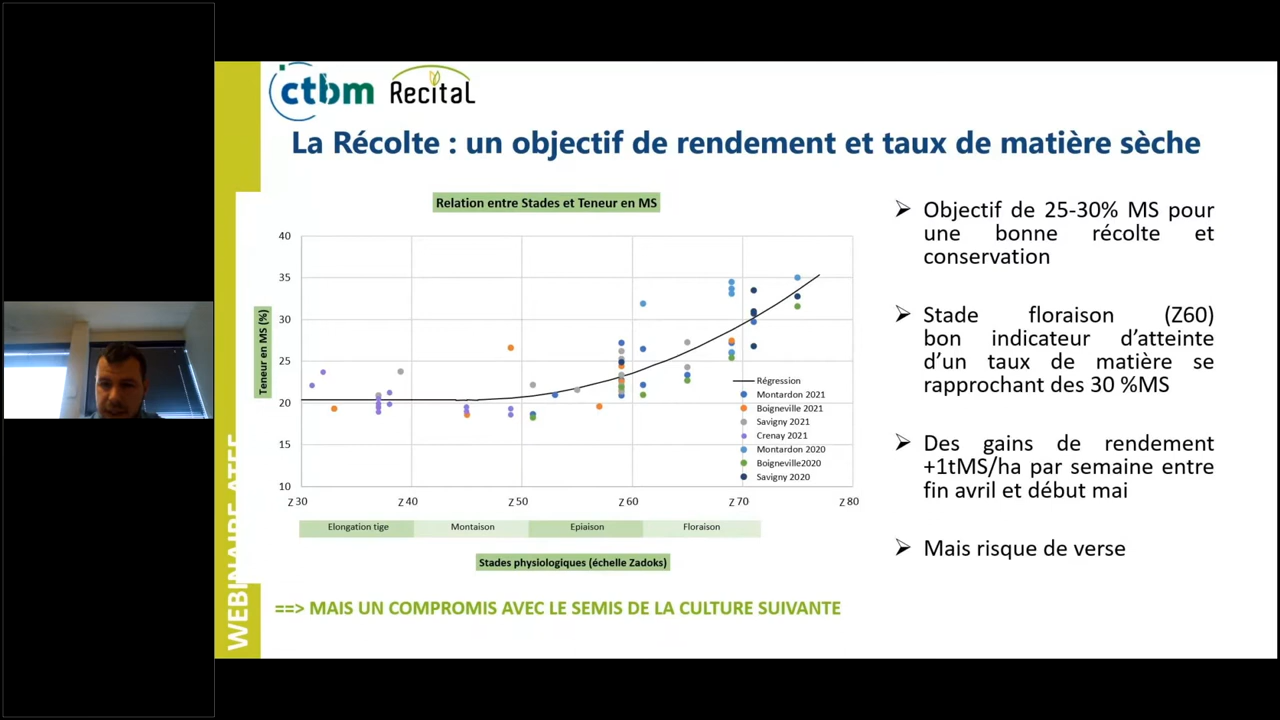 ctbm Recital
La Récolte : un objectif de rendement et taux de matière sèche
Relation entre Stades et Teneur en MS
Teneur en MS (%)
40
35
30
25
20
15
10
Z 30
Z 40
Z 50
Z 60
Z 70
Z 80
Régression
Montardon 2021
Boigneville 2021
Savigny 2021
Crenay 2021
Montardon 2020
Boigneville2020
Savigny 2020
Elongation tige
Montaison
Epiaison
Floraison
Stades physiologiques (échelle Zadoks)
==> MAIS UN COMPROMIS AVEC LE SEMIS DE LA CULTURE SUIVANTE
Objectif de 25-30% MS pour
une bonne récolte et
conservation
Stade floraison (Z60)
bon indicateur d'atteinte
d'un taux de matière se
rapprochant des 30 %MS
Des gains de rendement
+1tMS/ha par semaine entre
fin avril et début mai
Mais risque de verse
WEBINAIRE ATEE